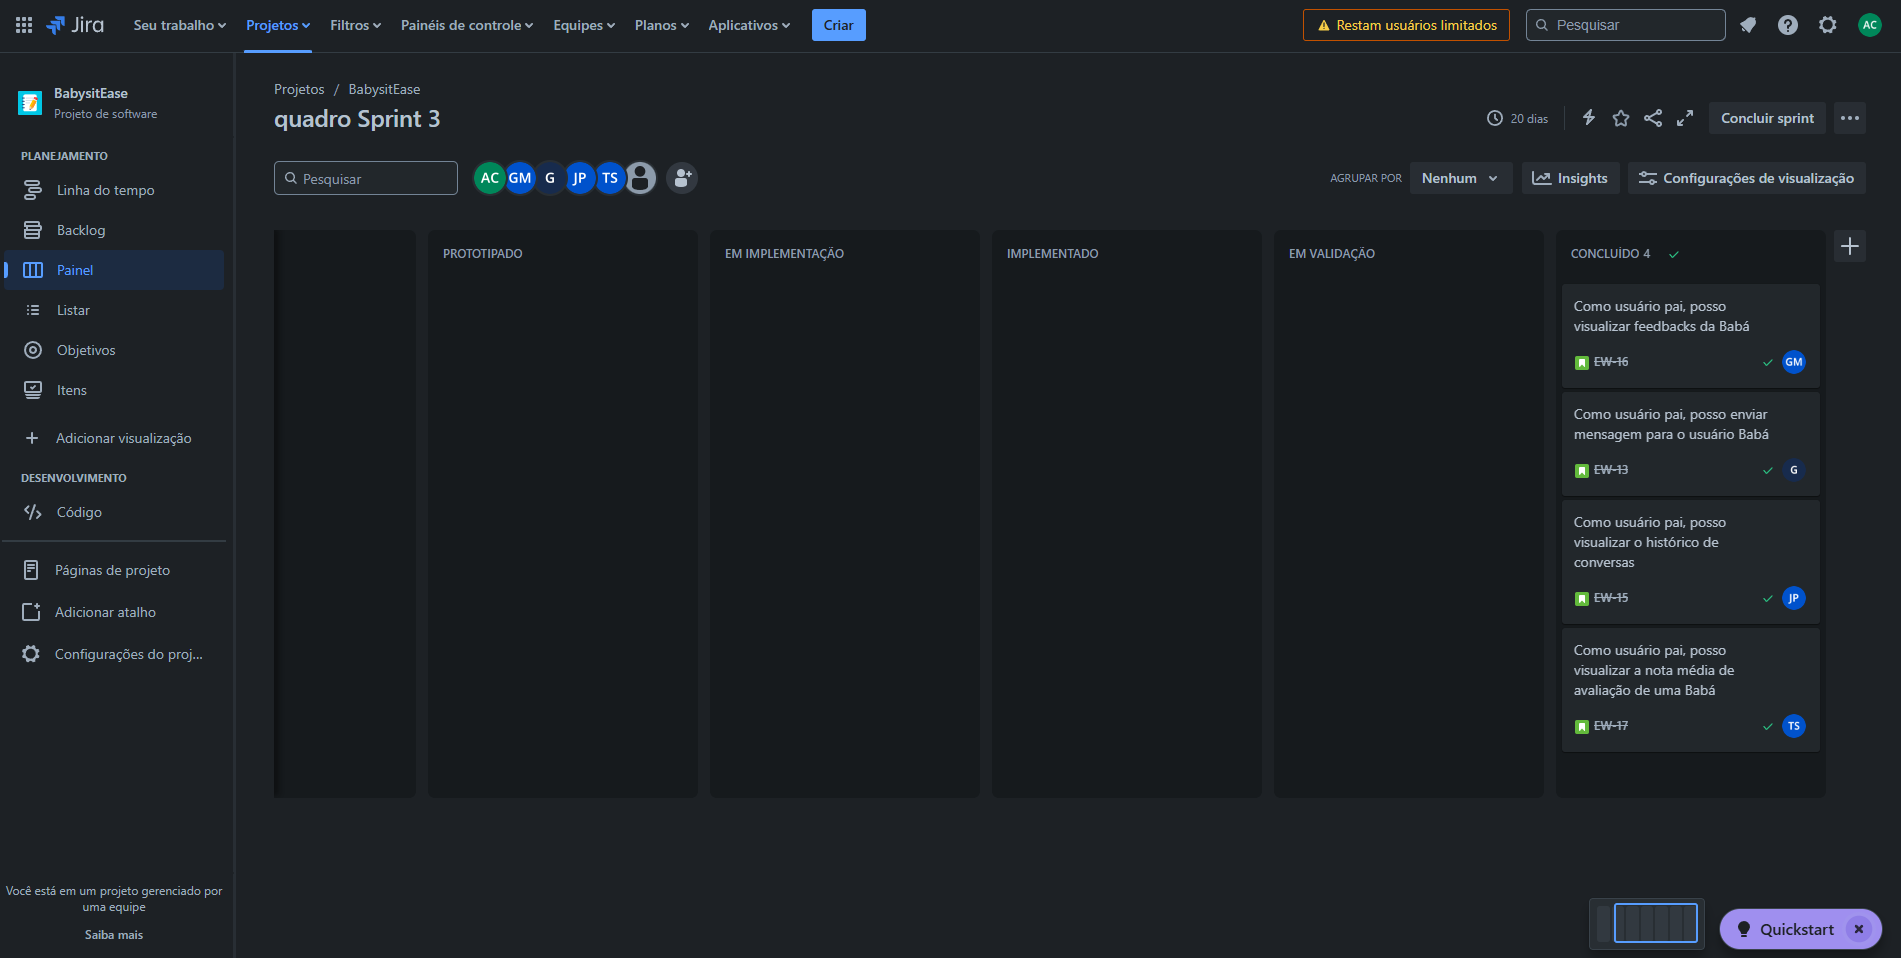 Jira
Seu trabalho
Projetos
Filtros
Painéis de controle
Equipes
Planos
Aplicativos
Criar
Restam usuários limitados
Pesquisar
AC
BabysitEase
Projeto de software
PLANEJAMENTO
Linha do tempo
Backlog
Painel
Listar
Objetivos
Itens
Adicionar visualização
DESENVOLVIMENTO
Código
Páginas de projeto
Adicionar atalho
Configurações do proj...
Você está em um projeto gerenciado por
uma equipe
Saiba mais
Projetos / BabysitEase
quadro Sprint 3
20 dias
Concluir sprint
Pesquisar
AC GM G JP TS
AGRUPAR POR
Nenhum
Insights
Configurações de visualização
PROTOTIPADO
EM IMPLEMENTAÇÃO
IMPLEMENTADO
EM VALIDAÇÃO
CONCLUÍDO 4
Como usuário pai, posso
visualizar feedbacks da Babá
EW-16
GM
Como usuário pai, posso enviar
mensagem para o usuário Babá
EW-13
G
Como usuário pai, posso
visualizar o histórico de
conversas
EW-15
JP
Como usuário pai, posso
visualizar a nota média de
avaliação de uma Babá
EW-17
TS
Quickstart